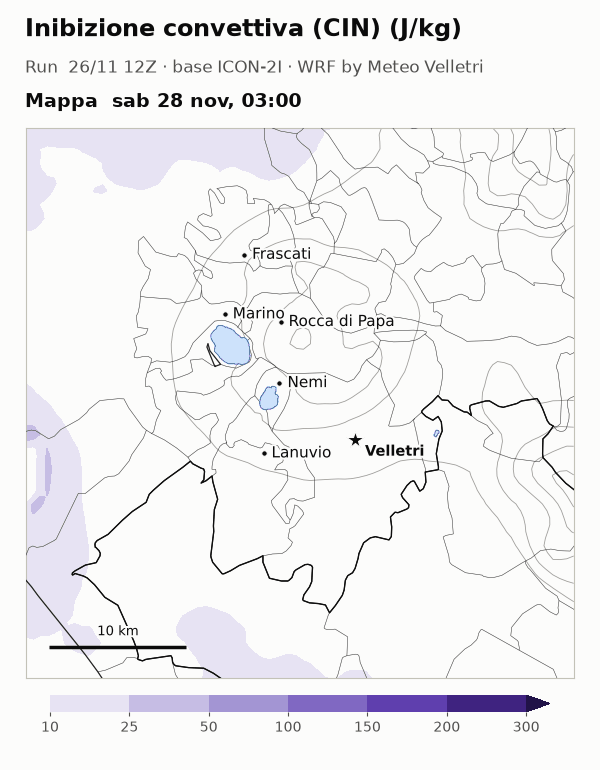 Inibizione convettiva (CIN) (J/kg)
Run  26/11 12Z · base ICON-2I · WRF by Meteo Velletri
Mappa  sab 28 nov, 03:00
Frascati
Marino
Rocca di Papa
Nemi
Velletri
Lanuvio
10 km
10 25 50 100 150 200 300